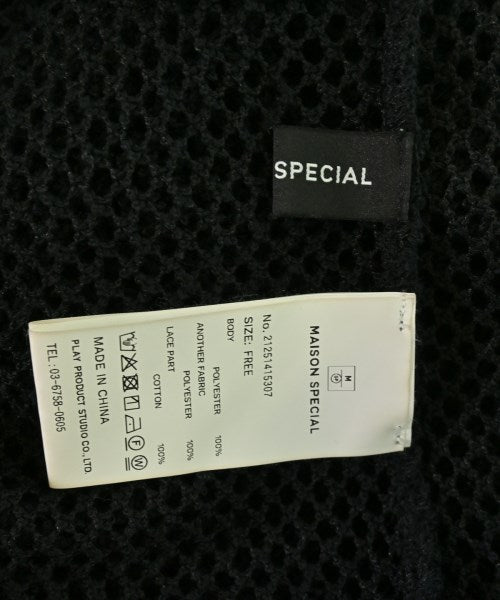 SPECIAL
M
MAISON SPECIAL
No. 21251415307
SIZE: FREE
BODY
POLYESTER 100%
ANOTHER FABRIC
POLYESTER 100%
LACE PART
COTTON 100%
F W
MADE IN CHINA
PLAY PRODUCT STUDIO CO., LTD.
TEL : 03-6758-0605